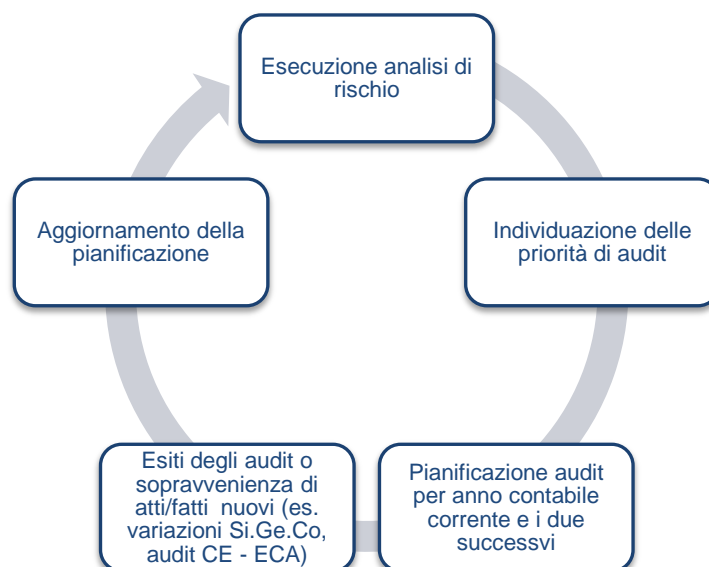 Esecuzione analisi di
rischio
Individuazione delle
priorità di audit
Pianificazione audit
per anno contabile
corrente e i due
successvi
Esiti degli audit o
sopravvenienza di
atti/fatti nuovi (es.
variazioni Si.Ge.Co,
audit CE - ECA)
Aggiornamento della
pianificazione